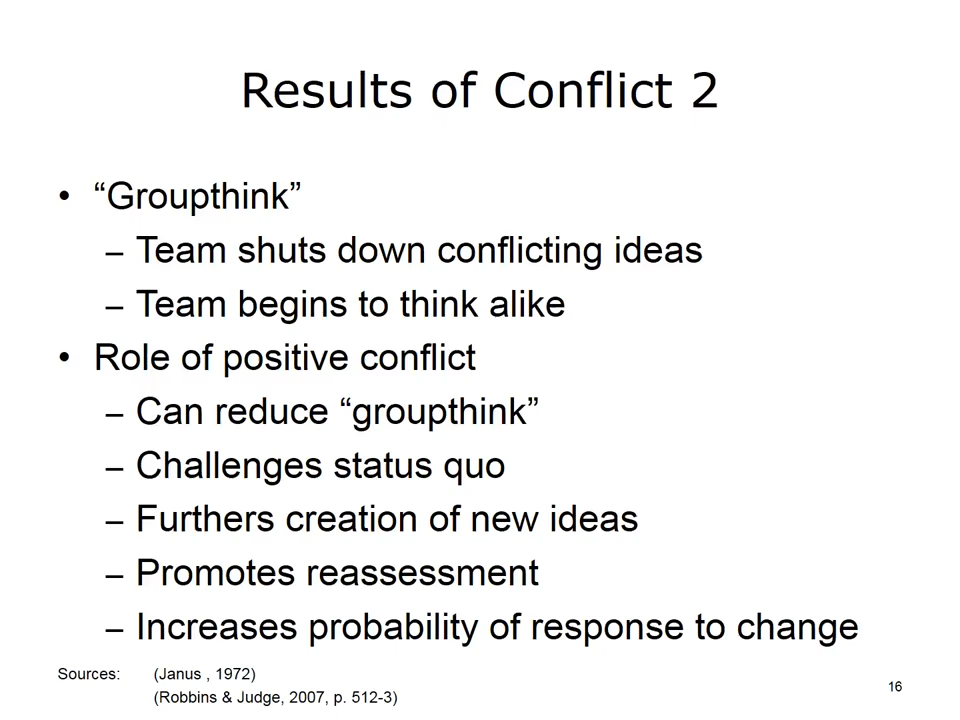 Results of Conflict 2
• “Groupthink”
– Team shuts down conflicting ideas
– Team begins to think alike
• Role of positive conflict
– Can reduce “groupthink”
– Challenges status quo
– Furthers creation of new ideas
– Promotes reassessment
– Increases probability of response to change
Sources: (Janus , 1972)
(Robbins & Judge, 2007, p. 512-3)
16